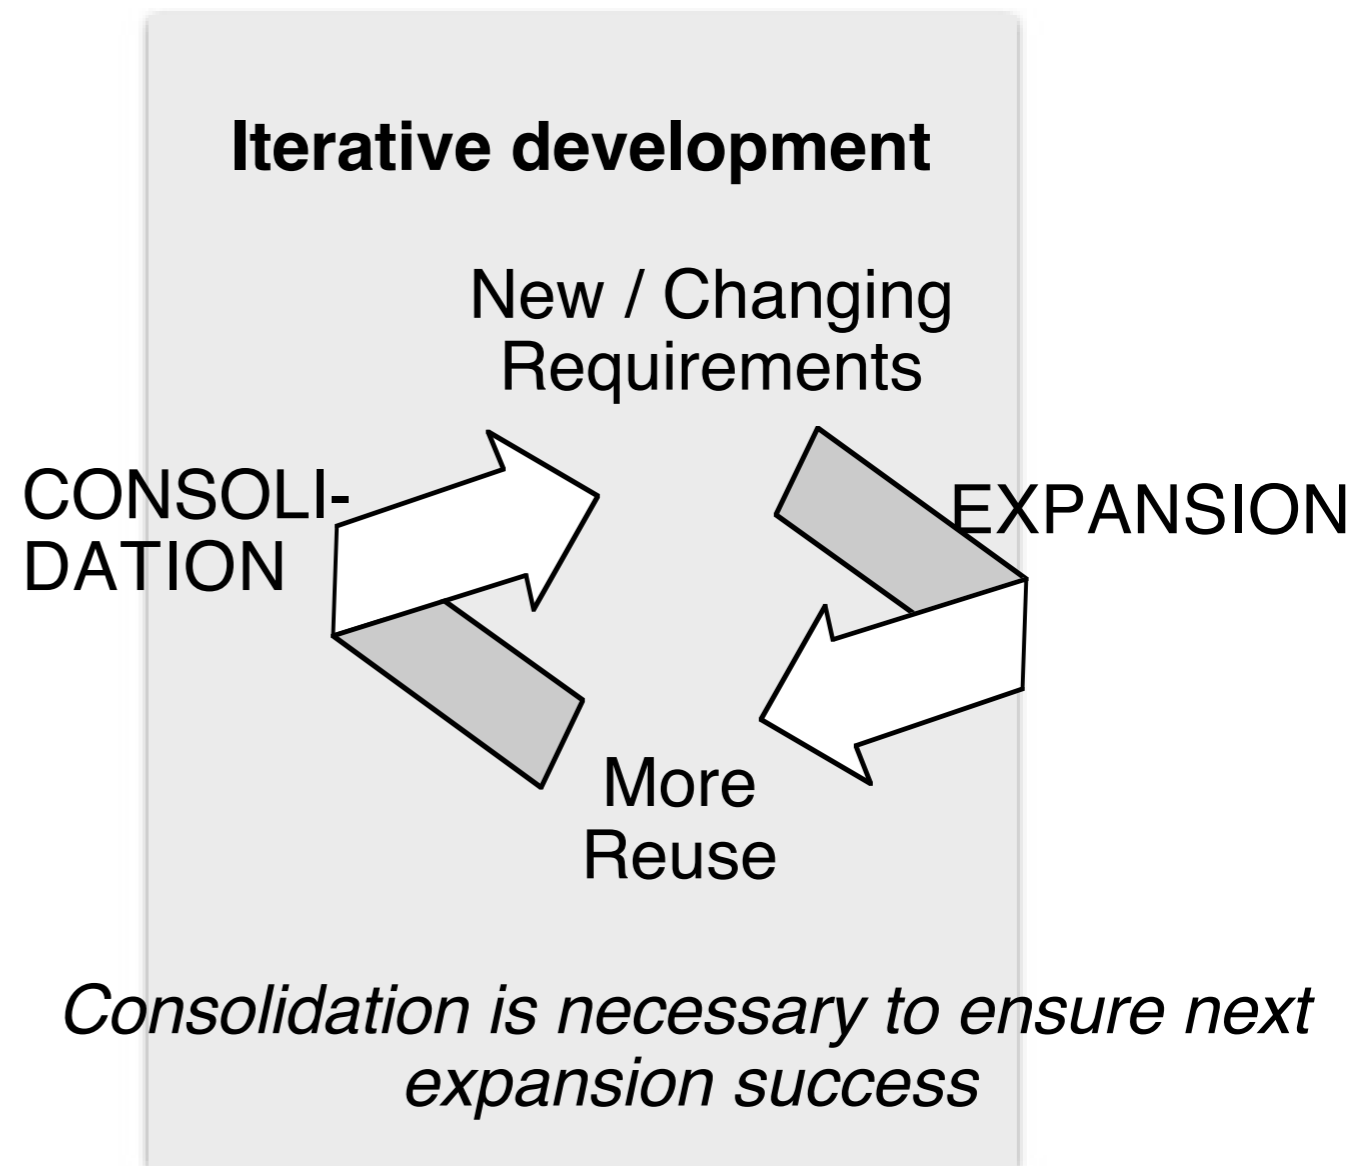 Iterative development
New / Changing
Requirements
CONSOLI-
DATION
EXPANSION
More
Reuse
Consolidation is necessary to ensure next
expansion success